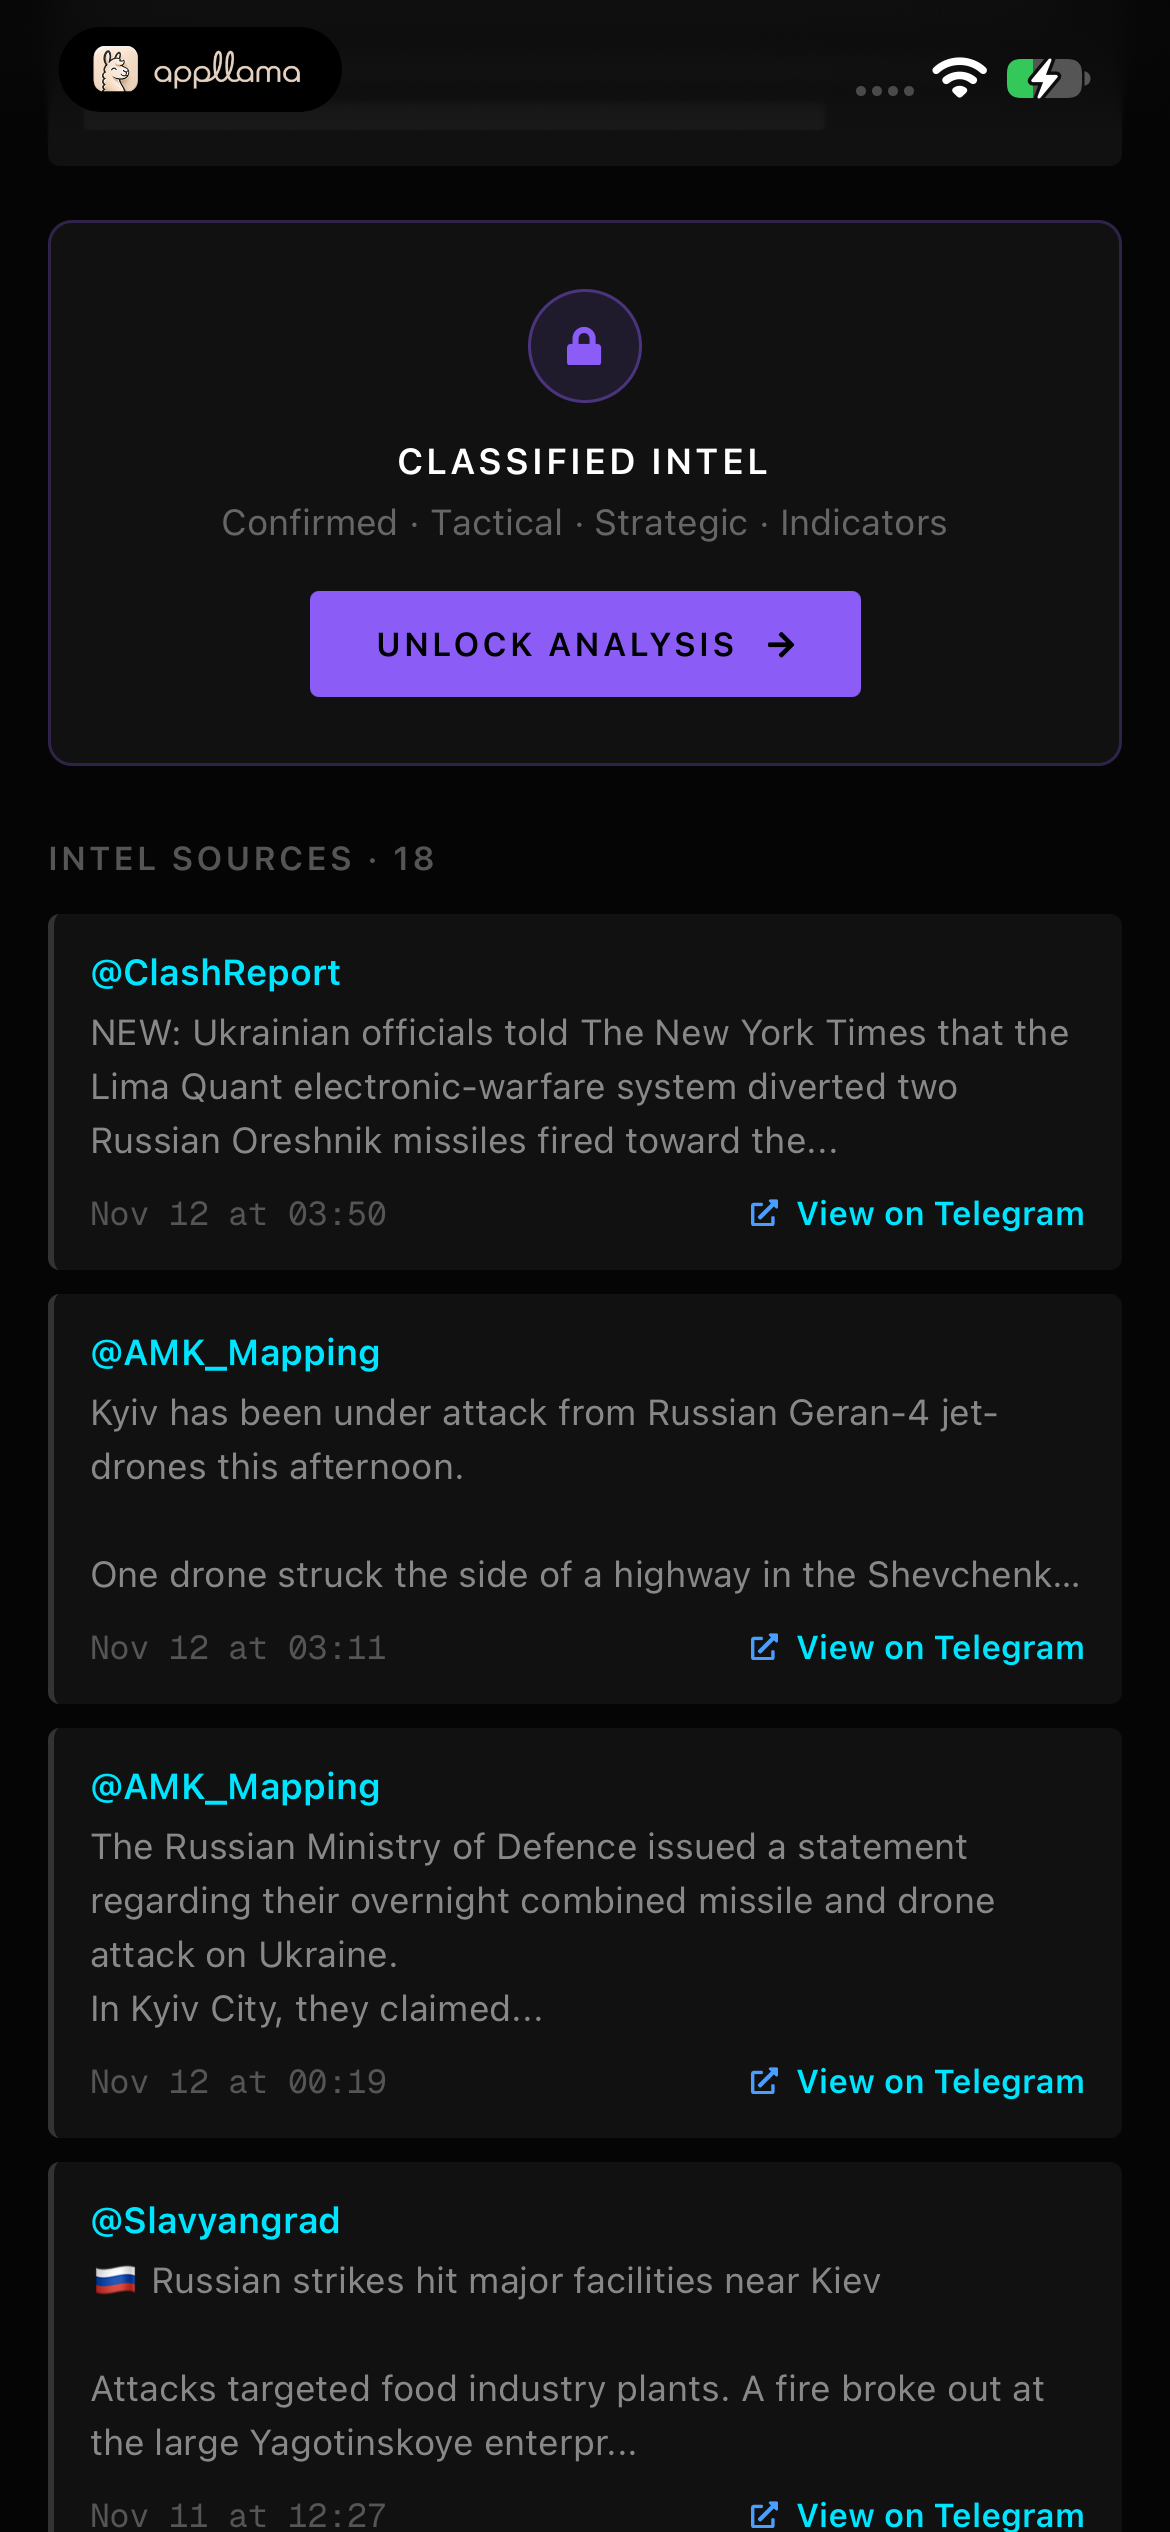 appllama
CLASSIFIED INTEL
Confirmed · Tactical · Strategic · Indicators
UNLOCK ANALYSIS →
INTEL SOURCES · 18
@ClashReport
NEW: Ukrainian officials told The New York Times that the
Lima Quant electronic-warfare system diverted two
Russian Oreshnik missiles fired toward the...
Nov 12 at 03:50
View on Telegram
@AMK_Mapping
Kyiv has been under attack from Russian Geran-4 jet-
drones this afternoon.
One drone struck the side of a highway in the Shevchenk...
Nov 12 at 03:11
View on Telegram
@AMK_Mapping
The Russian Ministry of Defence issued a statement
regarding their overnight combined missile and drone
attack on Ukraine.
In Kyiv City, they claimed...
Nov 12 at 00:19
View on Telegram
@Slavyangrad
🇷🇺 Russian strikes hit major facilities near Kiev
Attacks targeted food industry plants. A fire broke out at
the large Yagotinskoye enterpr...
Nov 11 at 12:27
View on Telegram